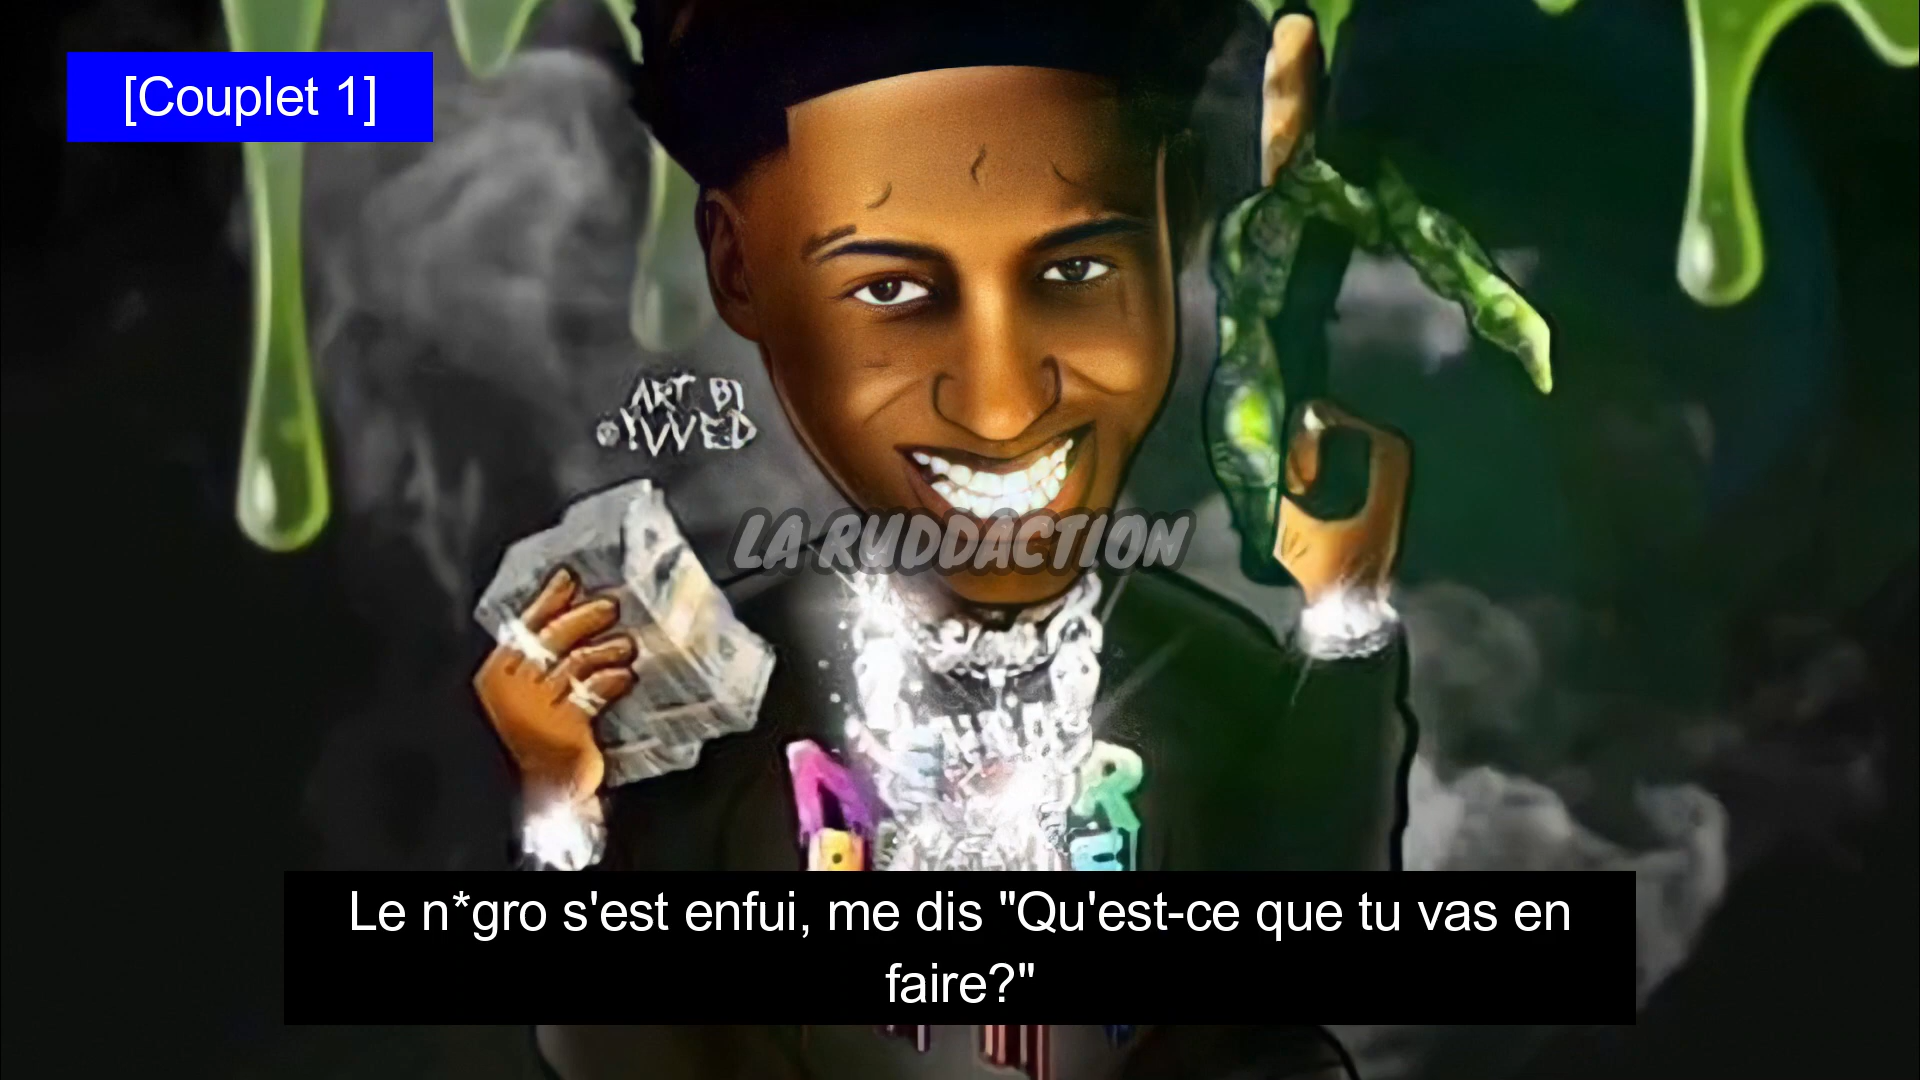 [Couplet 1]
ART BY
@YVVED
LA RUDDACTION
Le n*gro s'est enfui, me dis "Qu'est-ce que tu vas en
faire?"